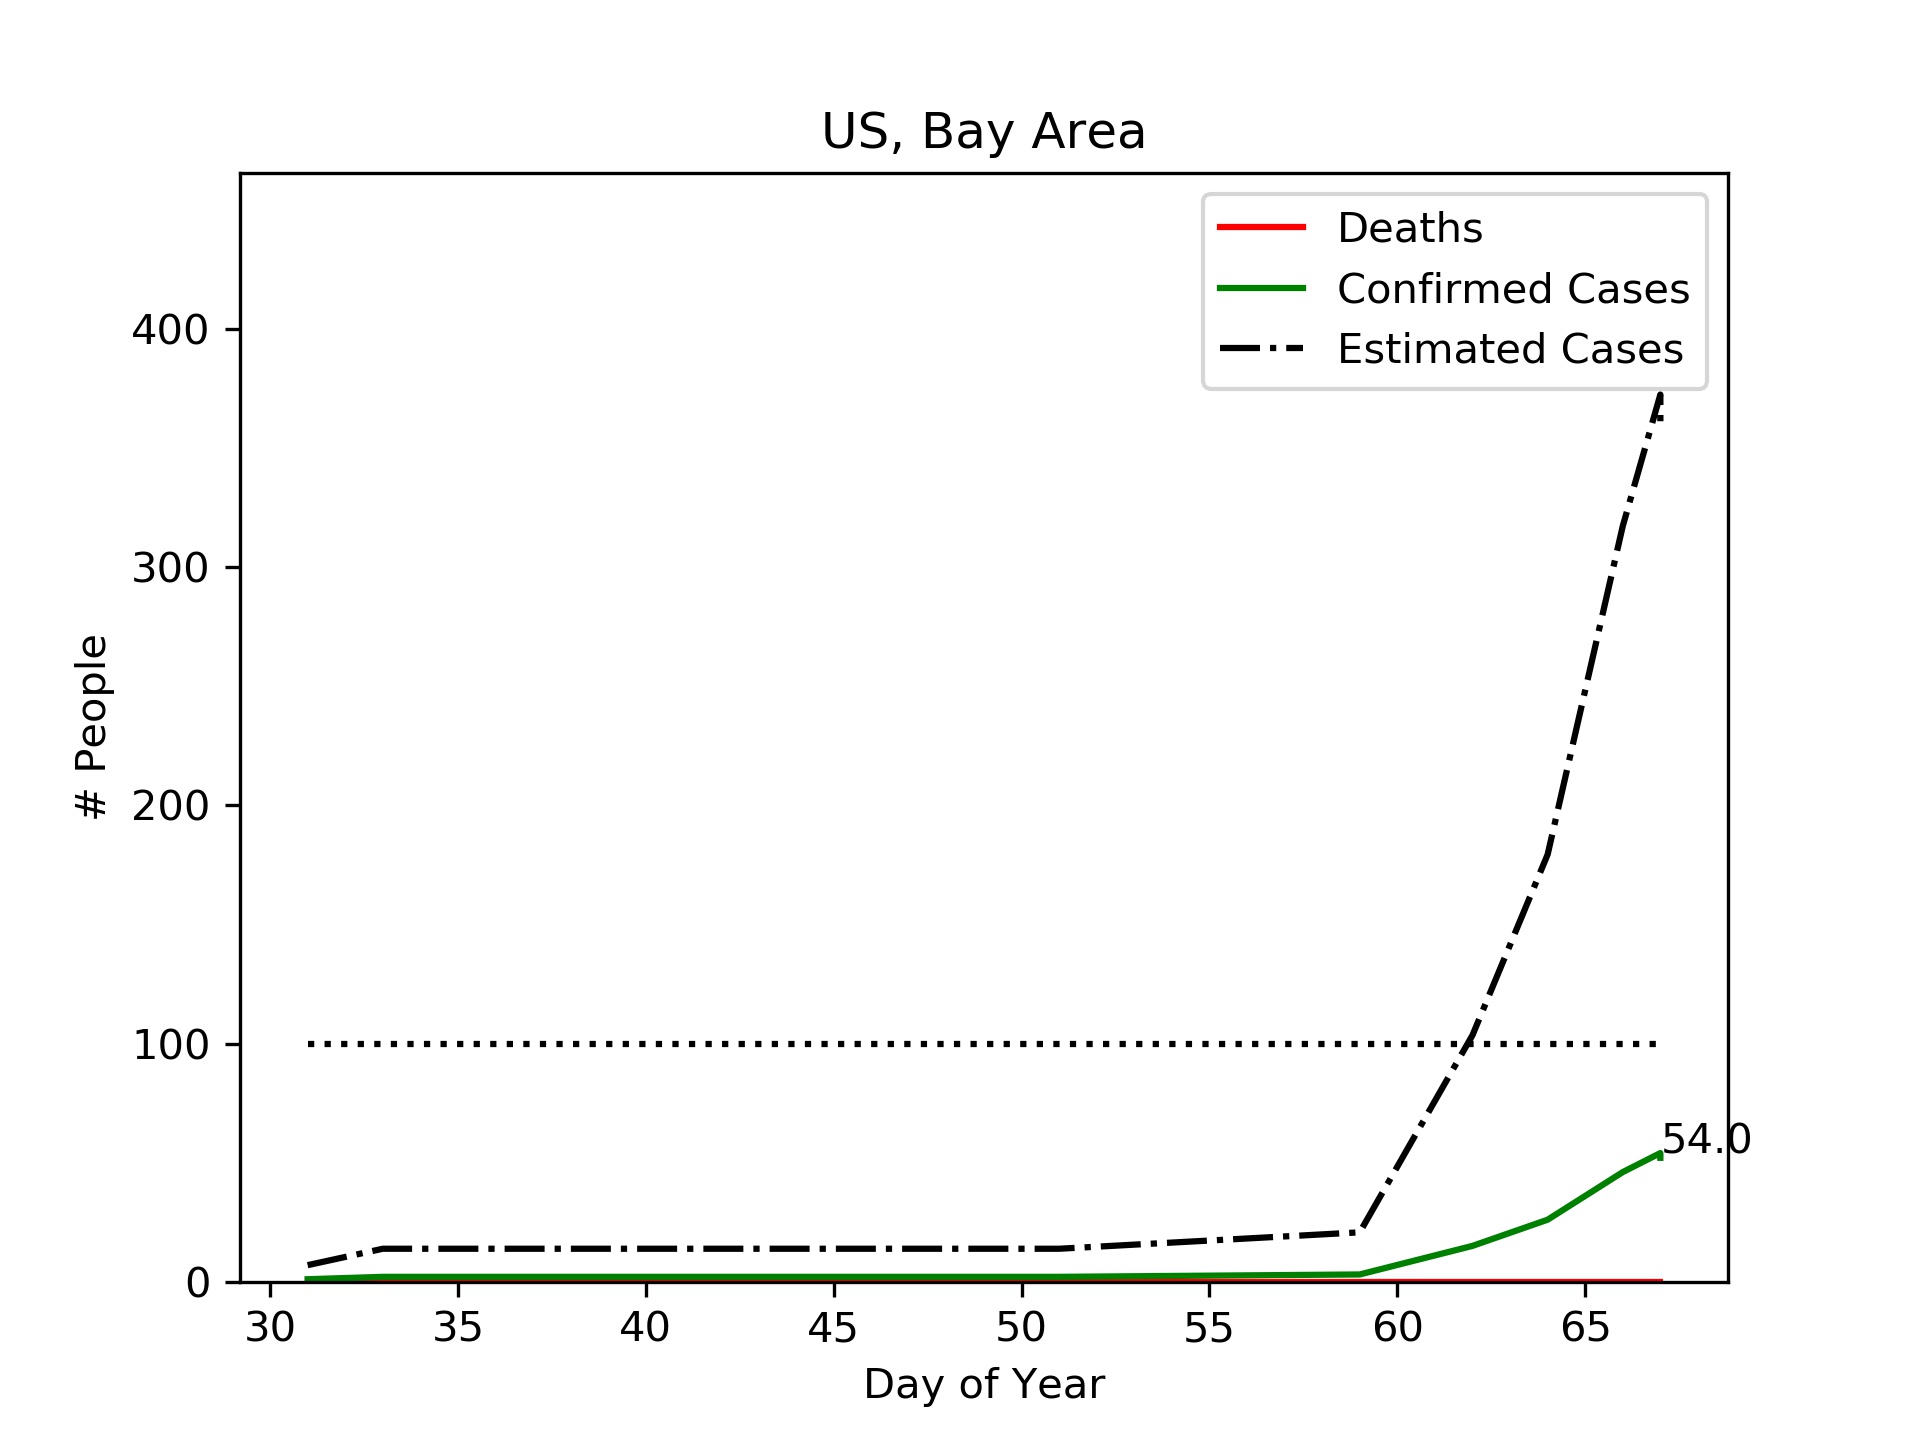 US, Bay Area
Deaths
Confirmed Cases
Estimated Cases
400
300
200
100
0
# People
54.0
30 35 40 45 50 55 60 65
Day of Year